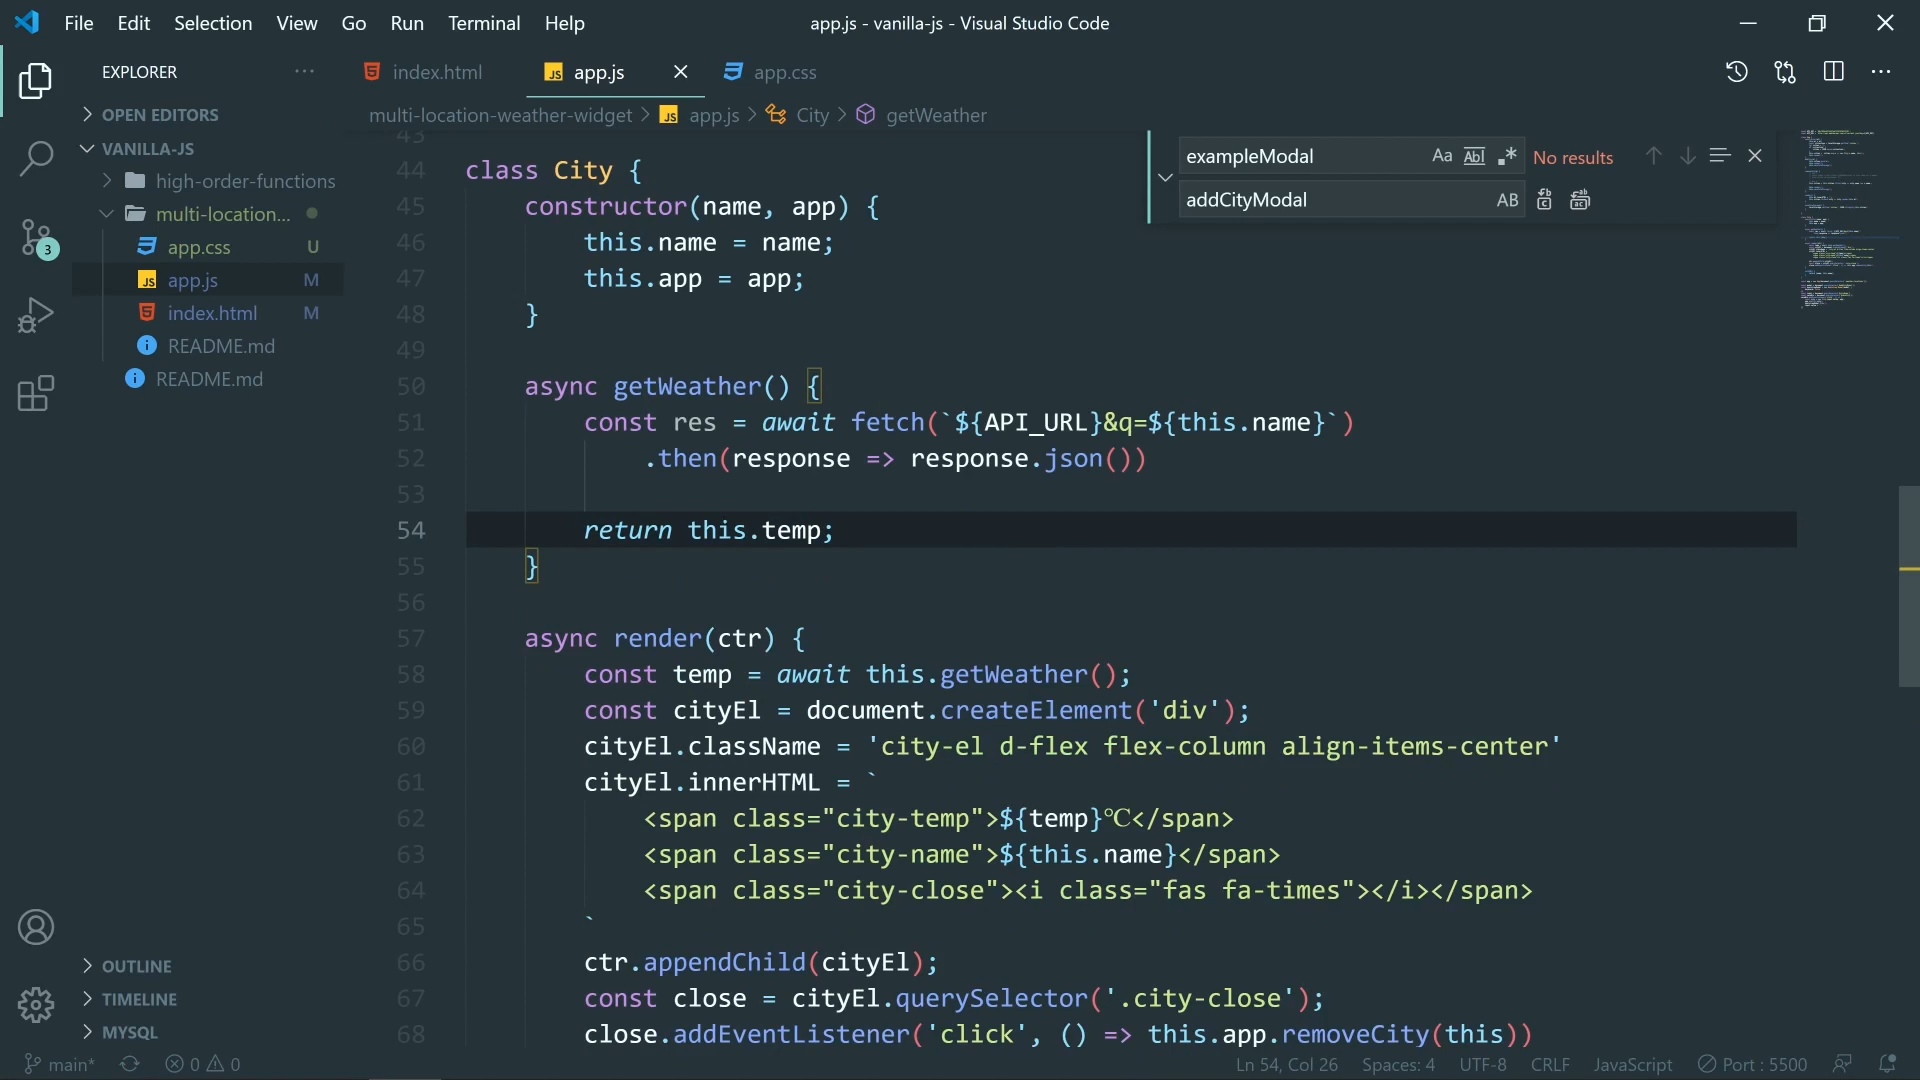 File Edit Selection View Go Run Terminal Help app.js - vanilla-js - Visual Studio Code
EXPLORER
index.html
app.js
app.css
OPEN EDITORS
VANILLA-JS
high-order-functions
multi-location...
app.css U
app.js M
index.html M
README.md
README.md
OUTLINE
TIMELINE
MYSQL
3
multi-location-weather-widget > app.js > City > getWeather
exampleModal Aa Abl .* No results
addCityModal AB
43
44 class City {
45 constructor(name, app) {
46 this.name = name;
47 this.app = app;
48 }
49
50 async getWeather() {
51 const res = await fetch(`${API_URL}&q=${this.name}`)
52 .then(response => response.json())
53
54 return this.temp;
55 }
56
57 async render(ctr) {
58 const temp = await this.getWeather();
59 const cityEl = document.createElement('div');
60 cityEl.className = 'city-el d-flex flex-column align-items-center'
61 cityEl.innerHTML = `
62 <span class="city-temp">${temp}℃</span>
63 <span class="city-name">${this.name}</span>
64 <span class="city-close"><i class="fas fa-times"></i></span>
65 `
66 ctr.appendChild(cityEl);
67 const close = cityEl.querySelector('.city-close');
68 close.addEventListener('click', () => this.app.removeCity(this))
main* 0 0 Ln 54, Col 26 Spaces: 4 UTF-8 CRLF JavaScript Port : 5500